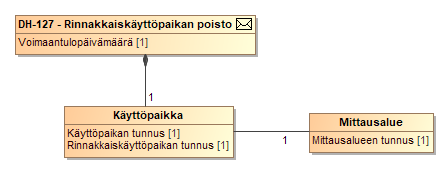 DH-127 - Rinnakkaiskäyttöpaikan poisto
Voimaantulopäivämäärä [1]
1
Käyttöpaikka
Käyttöpaikan tunnus [1]
Rinnakkaiskäyttöpaikan tunnus [1]
1
Mittausalue
Mittausalueen tunnus [1]